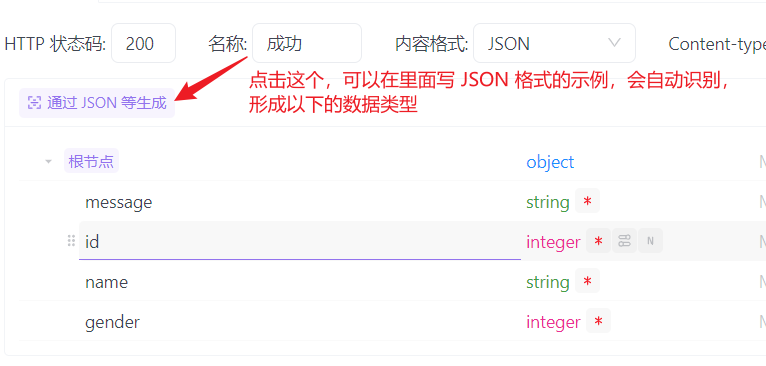 HTTP 状态码: 200 名称: 成功 内容格式: JSON Content-type
通过 JSON 等生成
点击这个，可以在里面写 JSON 格式的示例，会自动识别，
形成以下的数据类型
根节点 object
message string *
id integer * N
name string *
gender integer *